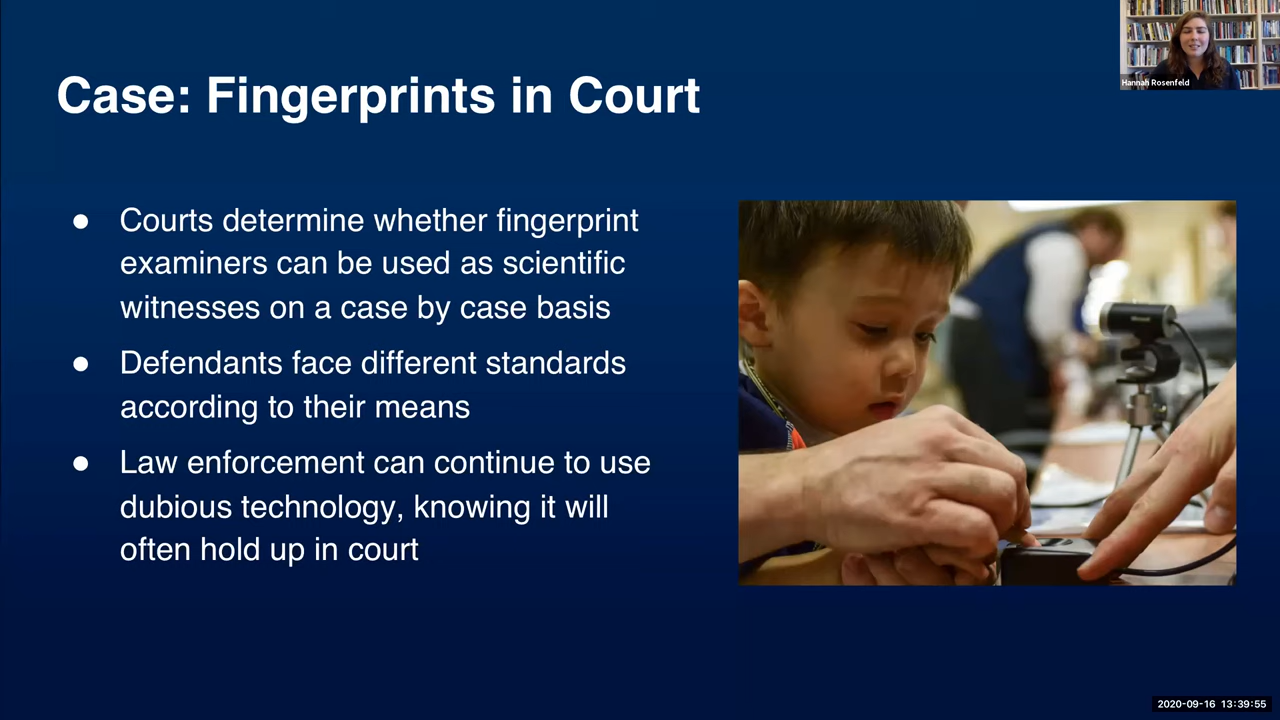 Hannah Rosenfeld
Case: Fingerprints in Court
● Courts determine whether fingerprint
examiners can be used as scientific
witnesses on a case by case basis
● Defendants face different standards
according to their means
● Law enforcement can continue to use
dubious technology, knowing it will
often hold up in court
2020-09-16 13:39:55